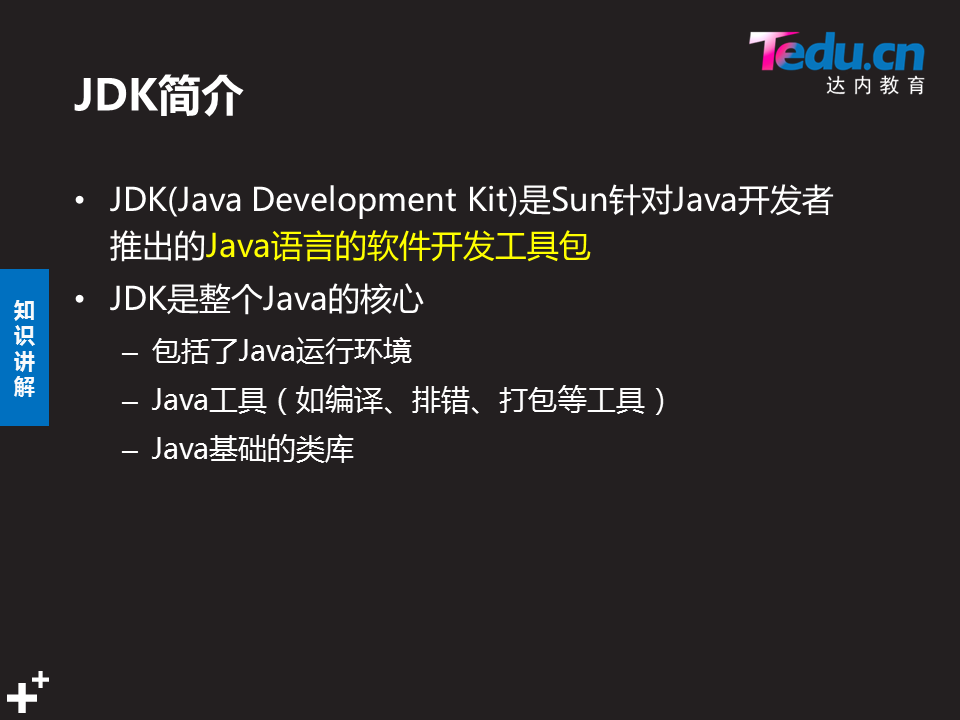 Tedu.cn
达内教育
JDK简介
• JDK(Java Development Kit)是Sun针对Java开发者
推出的Java语言的软件开发工具包
• JDK是整个Java的核心
– 包括了Java运行环境
– Java工具（如编译、排错、打包等工具）
– Java基础的类库
知
识
讲
解